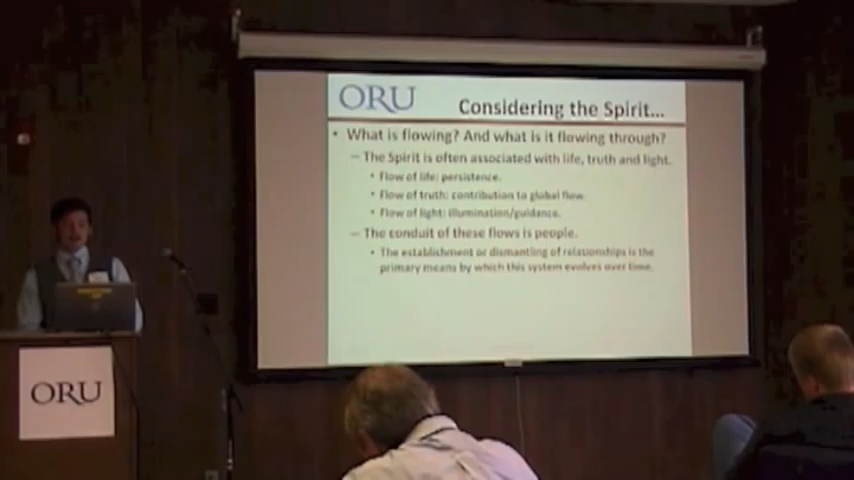 ORU
Considering the Spirit...
• What is flowing? And what is it flowing through?
– The Spirit is often associated with life, truth and light.
• Flow of life: persistence.
• Flow of truth: contribution to global flow.
• Flow of light: illumination/guidance.
– The conduit of these flows is people.
• The establishment or dismantling of relationships is the
primary means by which this system evolves over time.
ORU